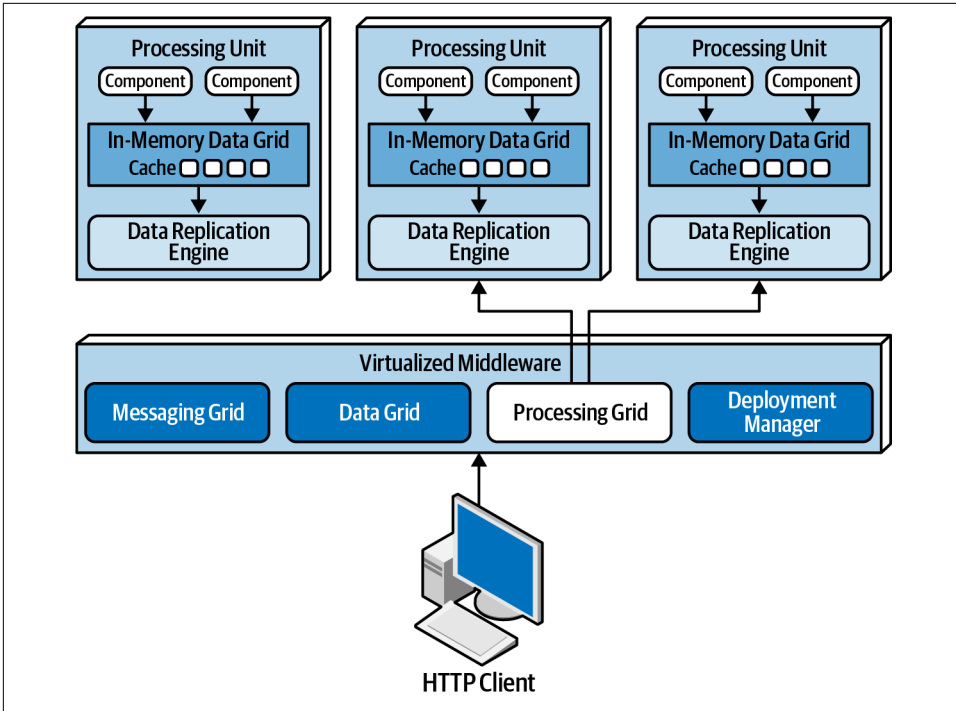 Processing Unit
Component Component
In-Memory Data Grid
Cache
Data Replication
Engine
Processing Unit
Component Component
In-Memory Data Grid
Cache
Data Replication
Engine
Processing Unit
Component Component
In-Memory Data Grid
Cache
Data Replication
Engine
Virtualized Middleware
Messaging Grid
Data Grid
Processing Grid
Deployment
Manager
HTTP Client